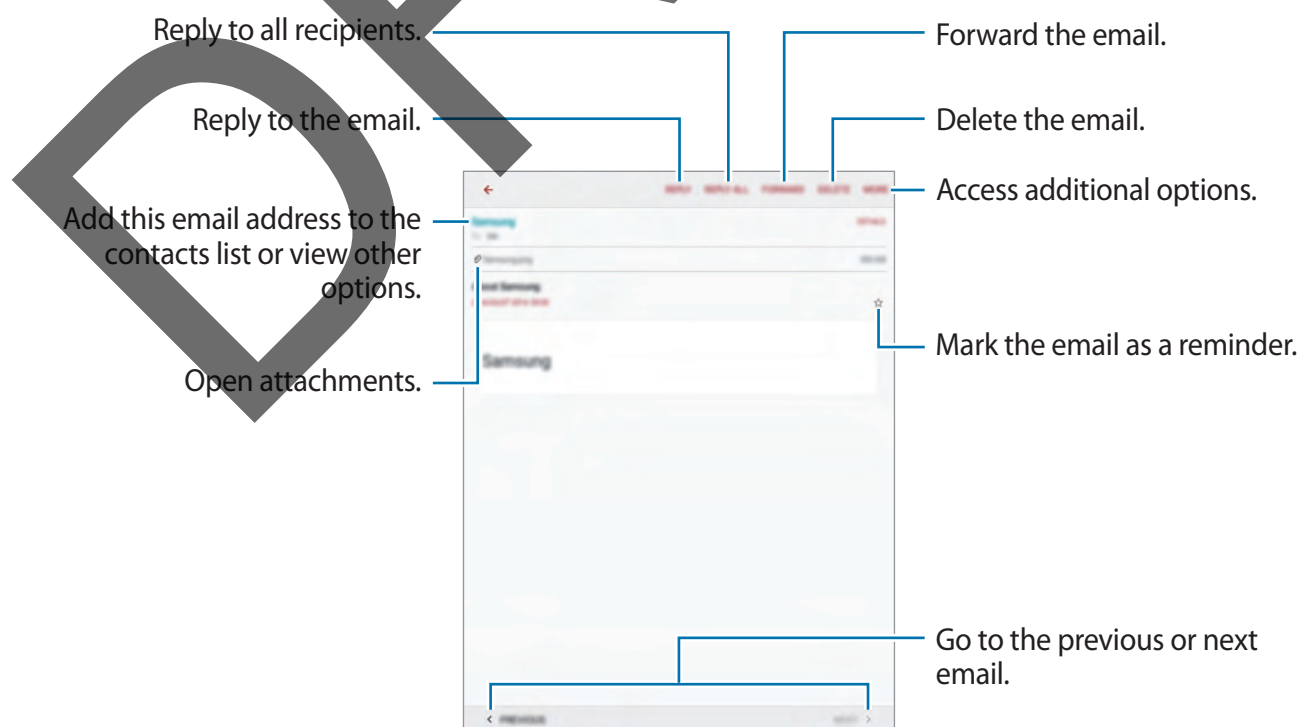 Reply to all recipients.
Forward the email.
Reply to the email.
Delete the email.
Access additional options.
Add this email address to the
contacts list or view other
options.
Mark the email as a reminder.
Open attachments.
Go to the previous or next
email.
REPLY REPLY ALL FORWARD DELETE MORE
Samsung
DETAILS
Samsung
PREVIOUS
NEXT